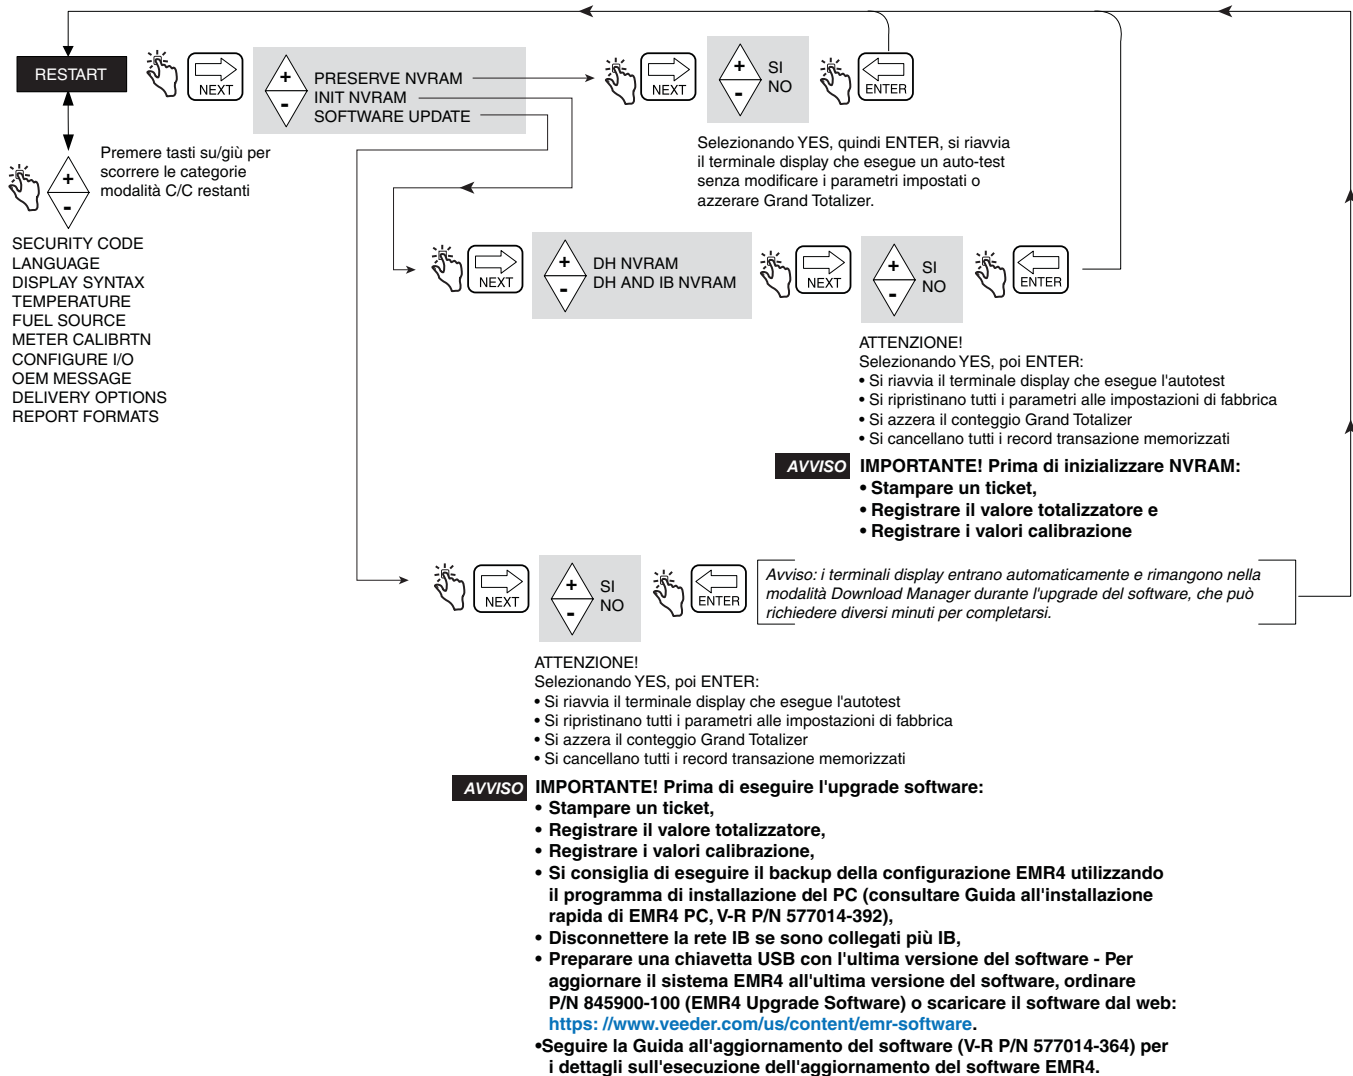 RESTART
NEXT
+
-
PRESERVE NVRAM
INIT NVRAM
SOFTWARE UPDATE
NEXT
+
-
SI
NO
ENTER
Selezionando YES, quindi ENTER, si riavvia
il terminale display che esegue un auto-test
senza modificare i parametri impostati o
azzerare Grand Totalizer.
+
-
Premere tasti su/giù per
scorrere le categorie
modalità C/C restanti
SECURITY CODE
LANGUAGE
DISPLAY SYNTAX
TEMPERATURE
FUEL SOURCE
METER CALIBRTN
CONFIGURE I/O
OEM MESSAGE
DELIVERY OPTIONS
REPORT FORMATS
NEXT
+
-
DH NVRAM
DH AND IB NVRAM
NEXT
+
-
SI
NO
ENTER
ATTENZIONE!
Selezionando YES, poi ENTER:
• Si riavvia il terminale display che esegue l'autotest
• Si ripristinano tutti i parametri alle impostazioni di fabbrica
• Si azzera il conteggio Grand Totalizer
• Si cancellano tutti i record transazione memorizzati
AVVISO IMPORTANTE! Prima di inizializzare NVRAM:
• Stampare un ticket,
• Registrare il valore totalizzatore e
• Registrare i valori calibrazione
NEXT
+
-
SI
NO
ENTER
Avviso: i terminali display entrano automaticamente e rimangono nella
modalità Download Manager durante l'upgrade del software, che può
richiedere diversi minuti per completarsi.
ATTENZIONE!
Selezionando YES, poi ENTER:
• Si riavvia il terminale display che esegue l'autotest
• Si ripristinano tutti i parametri alle impostazioni di fabbrica
• Si azzera il conteggio Grand Totalizer
• Si cancellano tutti i record transazione memorizzati
AVVISO IMPORTANTE! Prima di eseguire l'upgrade software:
• Stampare un ticket,
• Registrare il valore totalizzatore,
• Registrare i valori calibrazione,
• Si consiglia di eseguire il backup della configurazione EMR4 utilizzando
il programma di installazione del PC (consultare Guida all'installazione
rapida di EMR4 PC, V-R P/N 577014-392),
• Disconnettere la rete IB se sono collegati più IB,
• Preparare una chiavetta USB con l'ultima versione del software - Per
aggiornare il sistema EMR4 all'ultima versione del software, ordinare
P/N 845900-100 (EMR4 Upgrade Software) o scaricare il software dal web:
https: //www.veeder.com/us/content/emr-software.
•Seguire la Guida all'aggiornamento del software (V-R P/N 577014-364) per
i dettagli sull'esecuzione dell'aggiornamento del software EMR4.